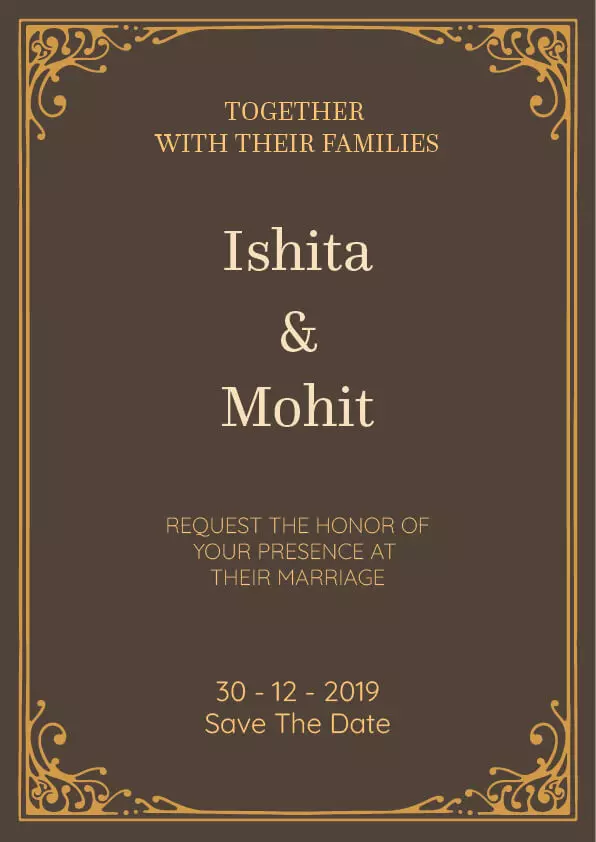 TOGETHER
WITH THEIR FAMILIES
Ishita
&
Mohit
REQUEST THE HONOR OF
YOUR PRESENCE AT
THEIR MARRIAGE
30 - 12 - 2019
Save The Date